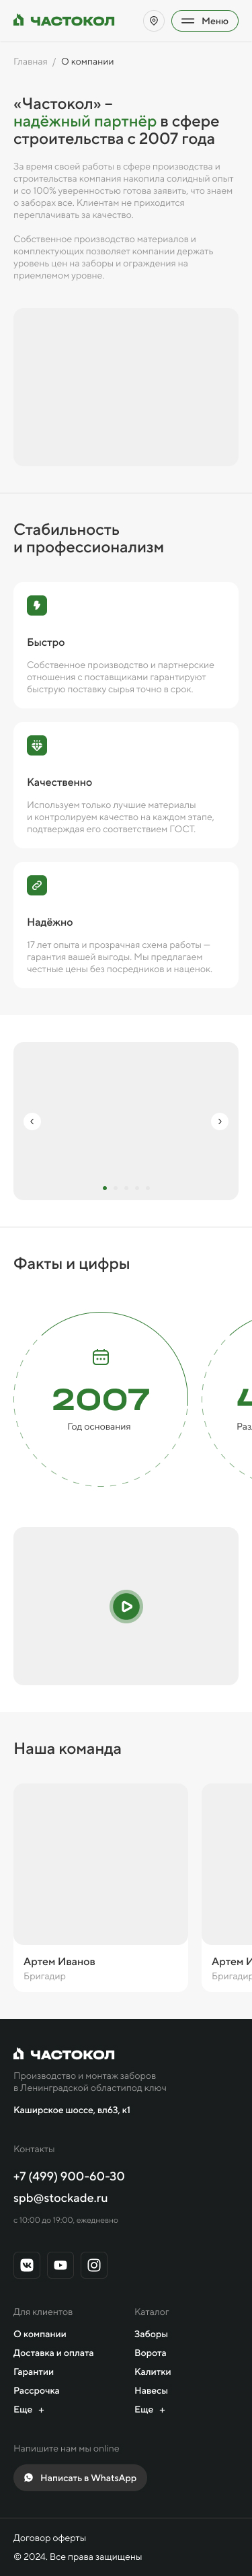 ЧАСТОКОЛ
Меню
Главная / О компании
«Частокол» –
надёжный партнёр в сфере
строительства с 2007 года
За время своей работы в сфере производства и
строительства компания накопила солидный опыт
и со 100% уверенностью готова заявить, что знаем
о заборах все. Клиентам не приходится
переплачивать за качество.
Собственное производство материалов и
комплектующих позволяет компании держать
уровень цен на заборы и ограждения на
приемлемом уровне.
Стабильность
и профессионализм
Быстро
Собственное производство и партнерские
отношения с поставщиками гарантируют
быструю поставку сырья точно в срок.
Качественно
Используем только лучшие материалы
и контролируем качество на каждом этапе,
подтверждая его соответствием ГОСТ.
Надёжно
17 лет опыта и прозрачная схема работы —
гарантия вашей выгоды. Мы предлагаем
честные цены без посредников и наценок.
Факты и цифры
2007
Год основания
Раз
Наша команда
Артем Иванов
Бригадир
Артем И
Бригадир
ЧАСТОКОЛ
Производство и монтаж заборов
в Ленинградской областипод ключ
Каширское шоссе, вл63, к1
Контакты
+7 (499) 900-60-30
spb@stockade.ru
с 10:00 до 19:00, ежедневно
Для клиентов
О компании
Доставка и оплата
Гарантии
Рассрочка
Еще +
Каталог
Заборы
Ворота
Калитки
Навесы
Еще +
Напишите нам мы online
Написать в WhatsApp
Договор оферты
© 2024. Все права защищены